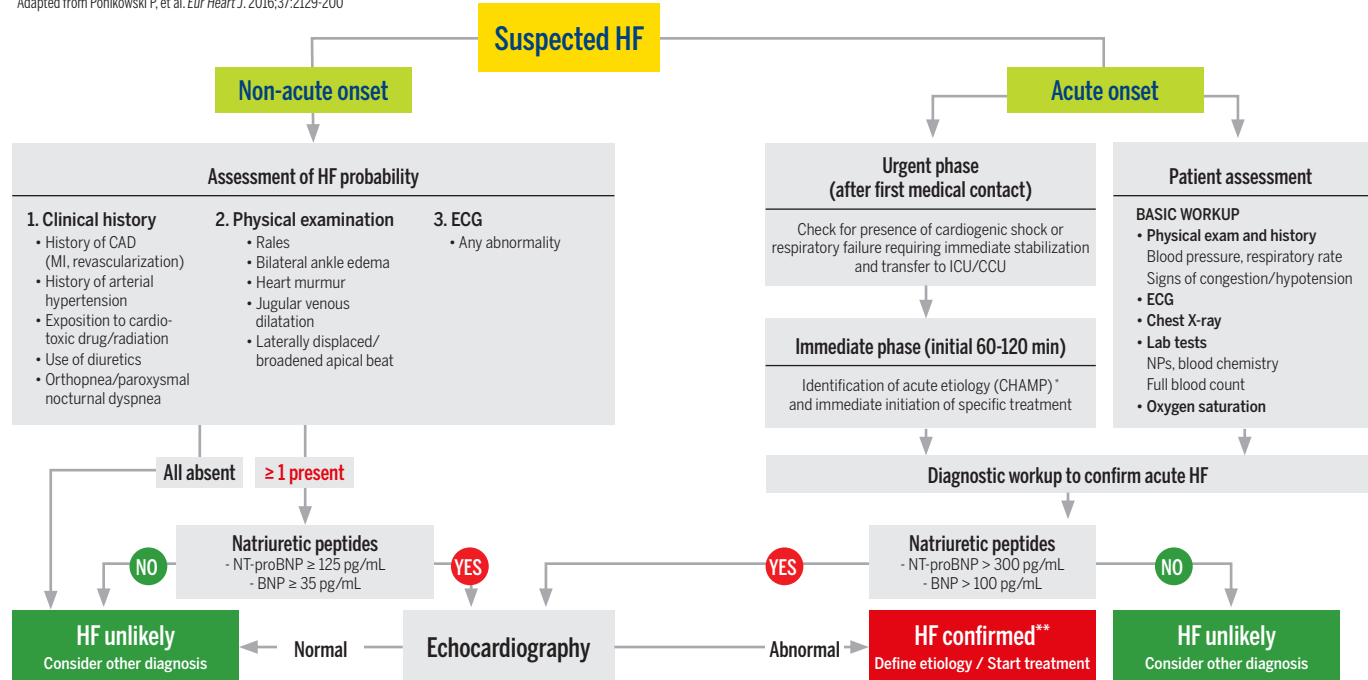 Adapted from Ponikowski P, et al. Eur Heart J. 2016;37:2129-200
Suspected HF
Non-acute onset
Assessment of HF probability
1. Clinical history
• History of CAD
(MI, revascularization)
• History of arterial
hypertension
• Exposition to cardio-
toxic drug/radiation
• Use of diuretics
• Orthopnea/paroxysmal
nocturnal dyspnea
2. Physical examination
• Rales
• Bilateral ankle edema
• Heart murmur
• Jugular venous
dilatation
• Laterally displaced/
broadened apical beat
3. ECG
• Any abnormality
All absent
≥ 1 present
Natriuretic peptides
- NT-proBNP ≥ 125 pg/mL
- BNP ≥ 35 pg/mL
NO
YES
HF unlikely
Consider other diagnosis
Normal
Echocardiography
Abnormal
Acute onset
Urgent phase
(after first medical contact)
Check for presence of cardiogenic shock or
respiratory failure requiring immediate stabilization
and transfer to ICU/CCU
Immediate phase (initial 60-120 min)
Identification of acute etiology (CHAMP)*
and immediate initiation of specific treatment
Patient assessment
BASIC WORKUP
• Physical exam and history
Blood pressure, respiratory rate
Signs of congestion/hypotension
• ECG
• Chest X-ray
• Lab tests
NPs, blood chemistry
Full blood count
• Oxygen saturation
Diagnostic workup to confirm acute HF
Natriuretic peptides
- NT-proBNP > 300 pg/mL
- BNP > 100 pg/mL
YES
NO
HF confirmed**
Define etiology / Start treatment
HF unlikely
Consider other diagnosis